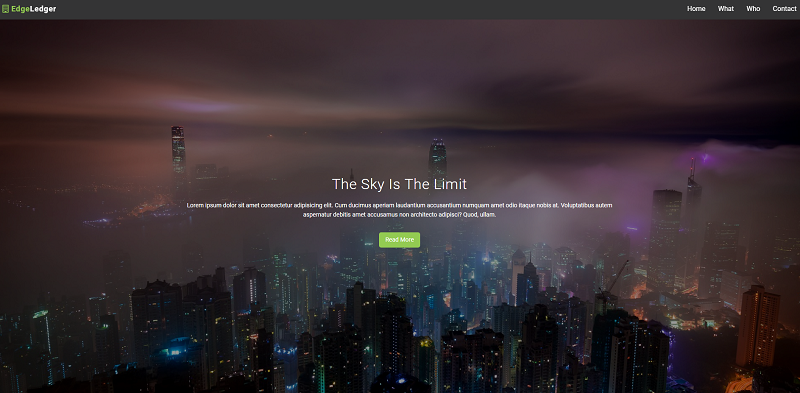 EdgeLedger
Home What Who Contact
The Sky Is The Limit
Lorem ipsum dolor sit amet consectetur adipisicing elit. Cum ducimus aperiam laudantium accusantium numquam amet odio itaque nobis at. Voluptatibus autem
aspernatur debitis amet accusamus non architecto adipisci? Quod, ullam.
Read More